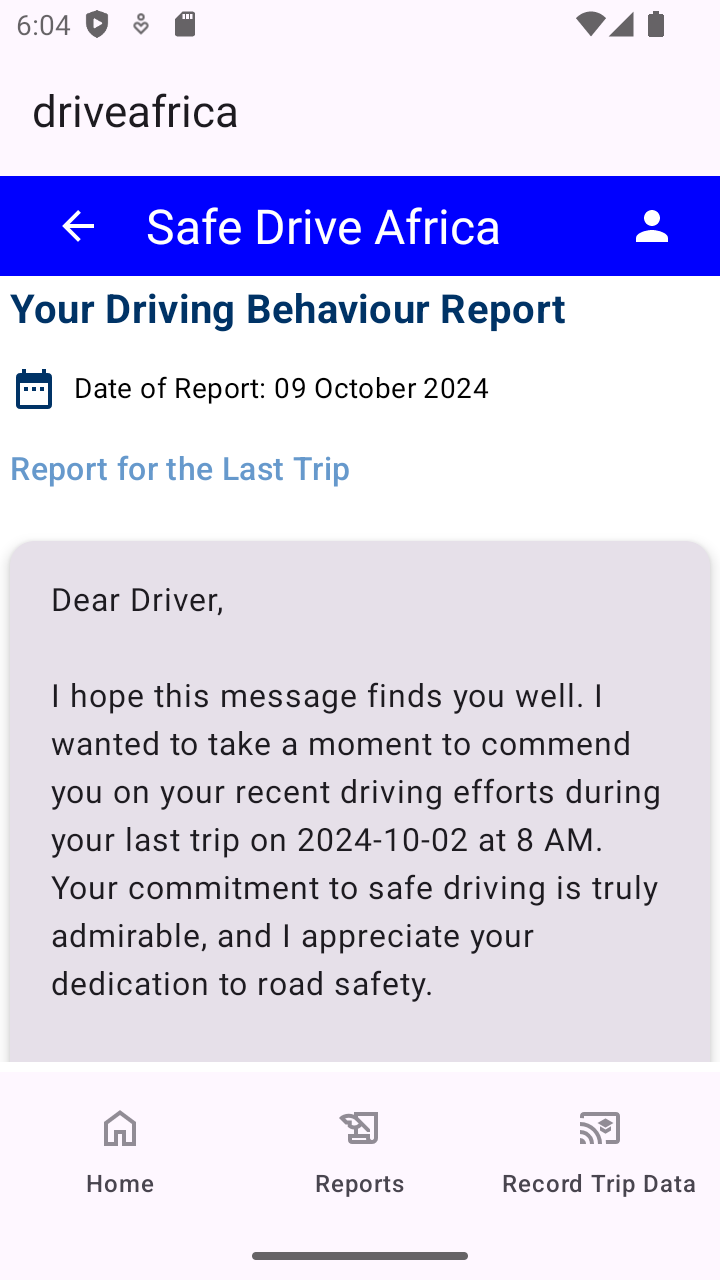 6:04
driveafrica
Safe Drive Africa
Your Driving Behaviour Report
Date of Report: 09 October 2024
Report for the Last Trip
Dear Driver,
I hope this message finds you well. I
wanted to take a moment to commend
you on your recent driving efforts during
your last trip on 2024-10-02 at 8 AM.
Your commitment to safe driving is truly
admirable, and I appreciate your
dedication to road safety.
Home
Reports
Record Trip Data